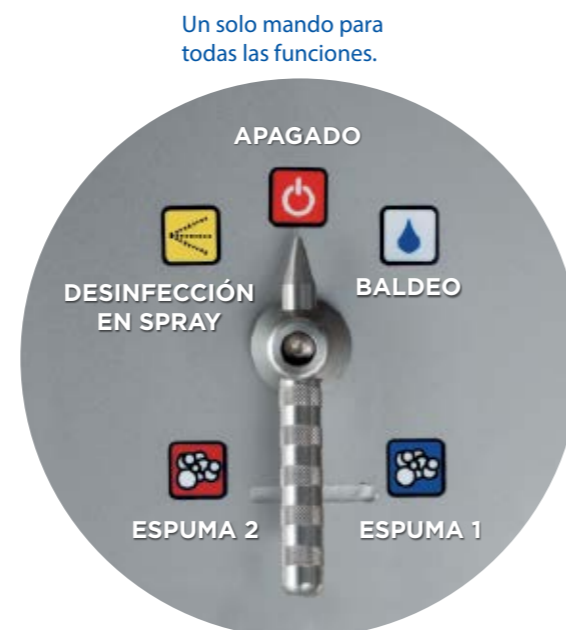 Un solo mando para
todas las funciones.
APAGADO
DESINFECCIÓN
EN SPRAY
BALDEO
ESPUMA 2
ESPUMA 1